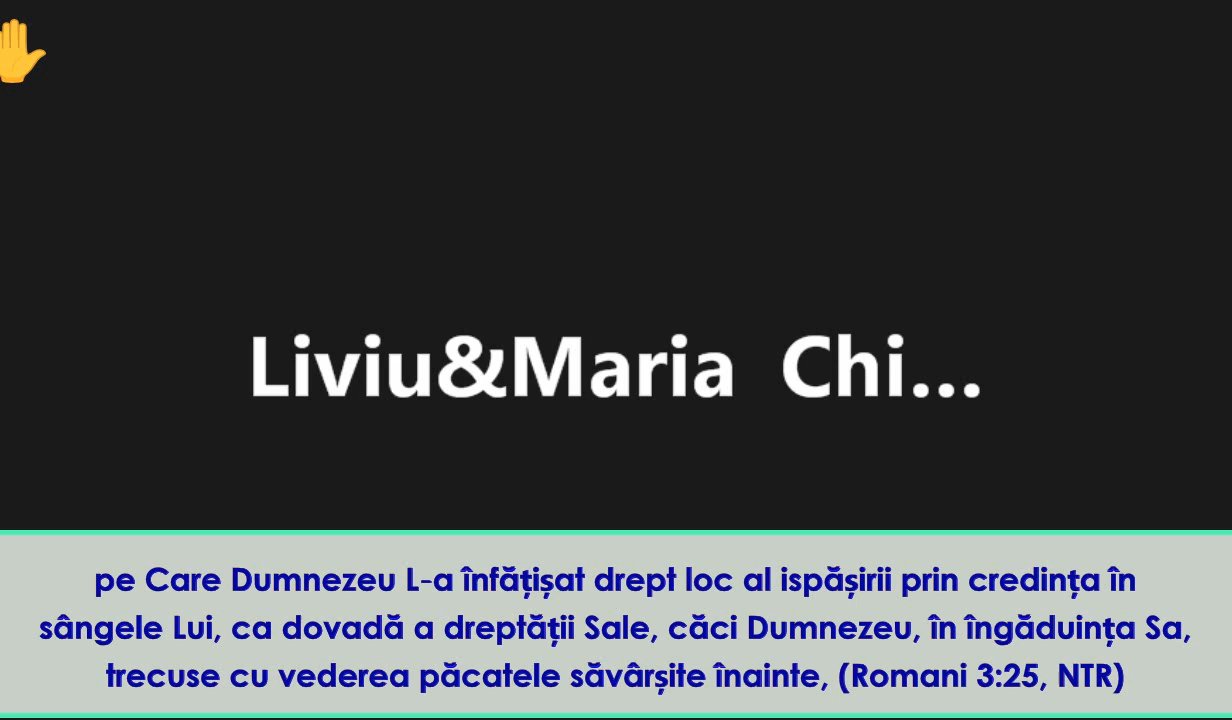 Liviu&Maria Chi...
pe Care Dumnezeu L-a înfățișat drept loc al ispășirii prin credința în
sângele Lui, ca dovadă a dreptății Sale, căci Dumnezeu, în îngăduința Sa,
trecuse cu vederea păcatele săvârșite înainte, (Romani 3:25, NTR)